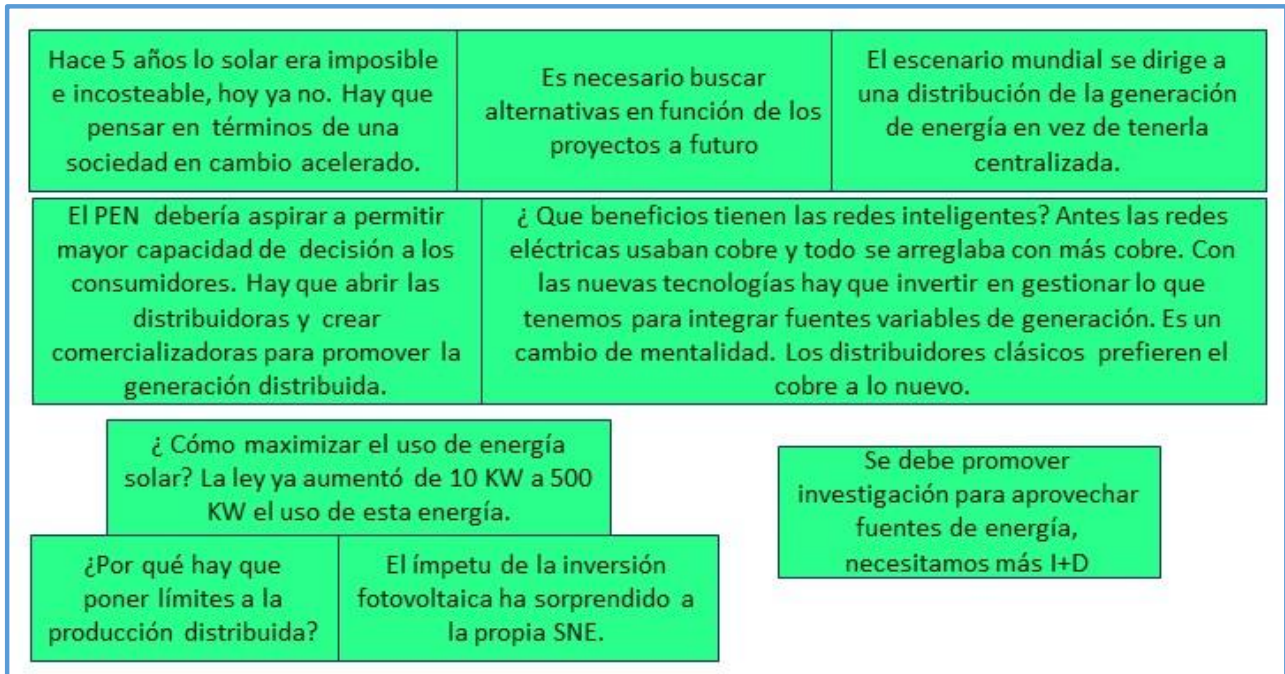 Hace 5 años lo solar era imposible
e incosteable, hoy ya no. Hay que
pensar en términos de una
sociedad en cambio acelerado.
Es necesario buscar
alternativas en función de los
proyectos a futuro
El escenario mundial se dirige a
una distribución de la generación
de energía en vez de tenerla
centralizada.
El PEN debería aspirar a permitir
mayor capacidad de decisión a los
consumidores. Hay que abrir las
distribuidoras y crear
comercializadoras para promover la
generación distribuida.
¿ Que beneficios tienen las redes inteligentes? Antes las redes
eléctricas usaban cobre y todo se arreglaba con más cobre. Con
las nuevas tecnologías hay que invertir en gestionar lo que
tenemos para integrar fuentes variables de generación. Es un
cambio de mentalidad. Los distribuidores clásicos prefieren el
cobre a lo nuevo.
¿ Cómo maximizar el uso de energía
solar? La ley ya aumentó de 10 KW a 500
KW el uso de esta energía.
Se debe promover
investigación para aprovechar
fuentes de energía,
necesitamos más I+D
¿Por qué hay que
poner límites a la
producción distribuida?
El ímpetu de la inversión
fotovoltaica ha sorprendido a
la propia SNE.